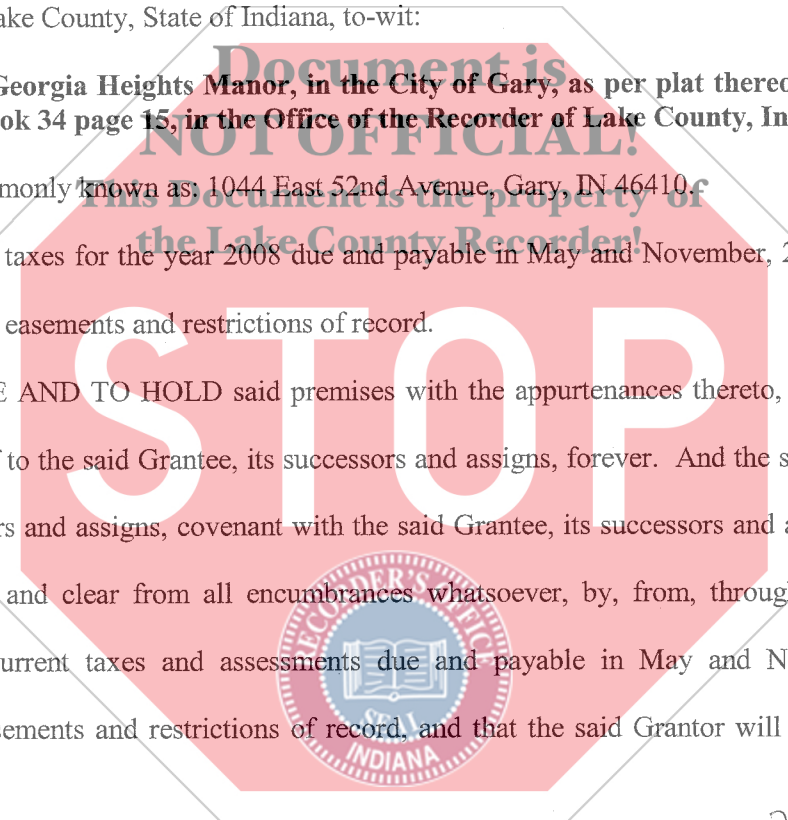 ake County, State of Indiana, to-wit:
Document is
Georgia Heights Manor, in the City of Gary, as per plat thereo
ok 34 page 15, in the Office of the Recorder of Lake County, In
NOT OFFICIAL!
monly known as: 1044 East 52nd Avenue, Gary, IN 46410.
This Document is the property of
the Lake County Recorder!
taxes for the year 2008 due and payable in May and November, 2
easements and restrictions of record.
STOP
E AND TO HOLD said premises with the appurtenances thereto,
to the said Grantee, its successors and assigns, forever. And the s
rs and assigns, covenant with the said Grantee, its successors and a
and clear from all encumbrances whatsoever, by, from, throug
RECORDER'S OFFICE
urrent taxes and assessments due and payable in May and N
SEAL
sements and restrictions of record, and that the said Grantor will
INDIANA